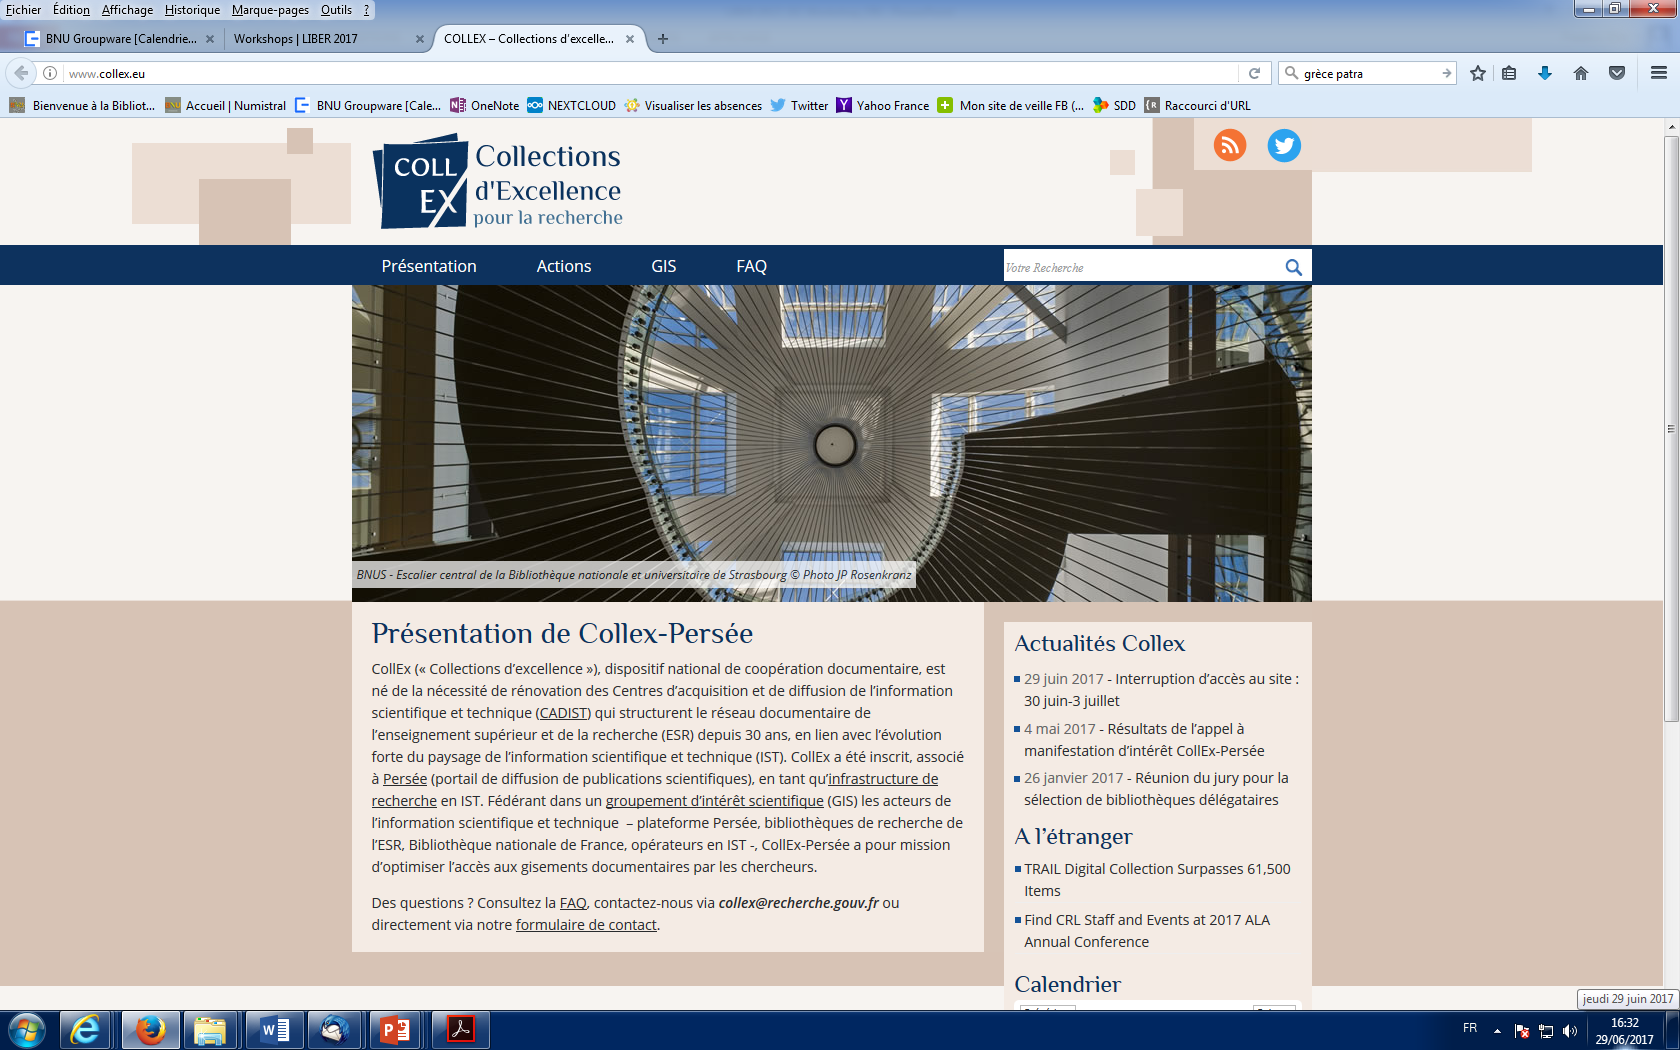 Fichier Édition Affichage Historique Marque-pages Outils ?
BNU Groupware [Calendrie... Workshops | LIBER 2017 COLLEX – Collections d'excelle...
www.collex.eu grèce patra
Bienvenue à la Bibliot... Accueil | Numistral BNU Groupware [Cale... OneNote NEXTCLOUD Visualiser les absences Twitter Yahoo France Mon site de veille FB (... SDD Raccourci d'URL
COLL
EX
Collections
d'Excellence
pour la recherche
Présentation Actions GIS FAQ Votre Recherche
BNUS - Escalier central de la Bibliothèque nationale et universitaire de Strasbourg © Photo JP Rosenkranz
Présentation de Collex-Persée
CollEx (« Collections d'excellence »), dispositif national de coopération documentaire, est
né de la nécessité de rénovation des Centres d'acquisition et de diffusion de l'information
scientifique et technique (CADIST) qui structurent le réseau documentaire de
l'enseignement supérieur et de la recherche (ESR) depuis 30 ans, en lien avec l'évolution
forte du paysage de l'information scientifique et technique (IST). CollEx a été inscrit, associé
à Persée (portail de diffusion de publications scientifiques), en tant qu'infrastructure de
recherche en IST. Fédérant dans un groupement d'intérêt scientifique (GIS) les acteurs de
l'information scientifique et technique – plateforme Persée, bibliothèques de recherche de
l'ESR, Bibliothèque nationale de France, opérateurs en IST -, CollEx-Persée a pour mission
d'optimiser l'accès aux gisements documentaires par les chercheurs.
Des questions ? Consultez la FAQ, contactez-nous via collex@recherche.gouv.fr ou
directement via notre formulaire de contact.
Actualités Collex
29 juin 2017 - Interruption d'accès au site :
30 juin-3 juillet
4 mai 2017 - Résultats de l'appel à
manifestation d'intérêt CollEx-Persée
26 janvier 2017 - Réunion du jury pour la
sélection de bibliothèques délégataires
A l'étranger
TRAIL Digital Collection Surpasses 61,500
Items
Find CRL Staff and Events at 2017 ALA
Annual Conference
Calendrier
jeudi 29 juin 2017
FR 16:32
29/06/2017